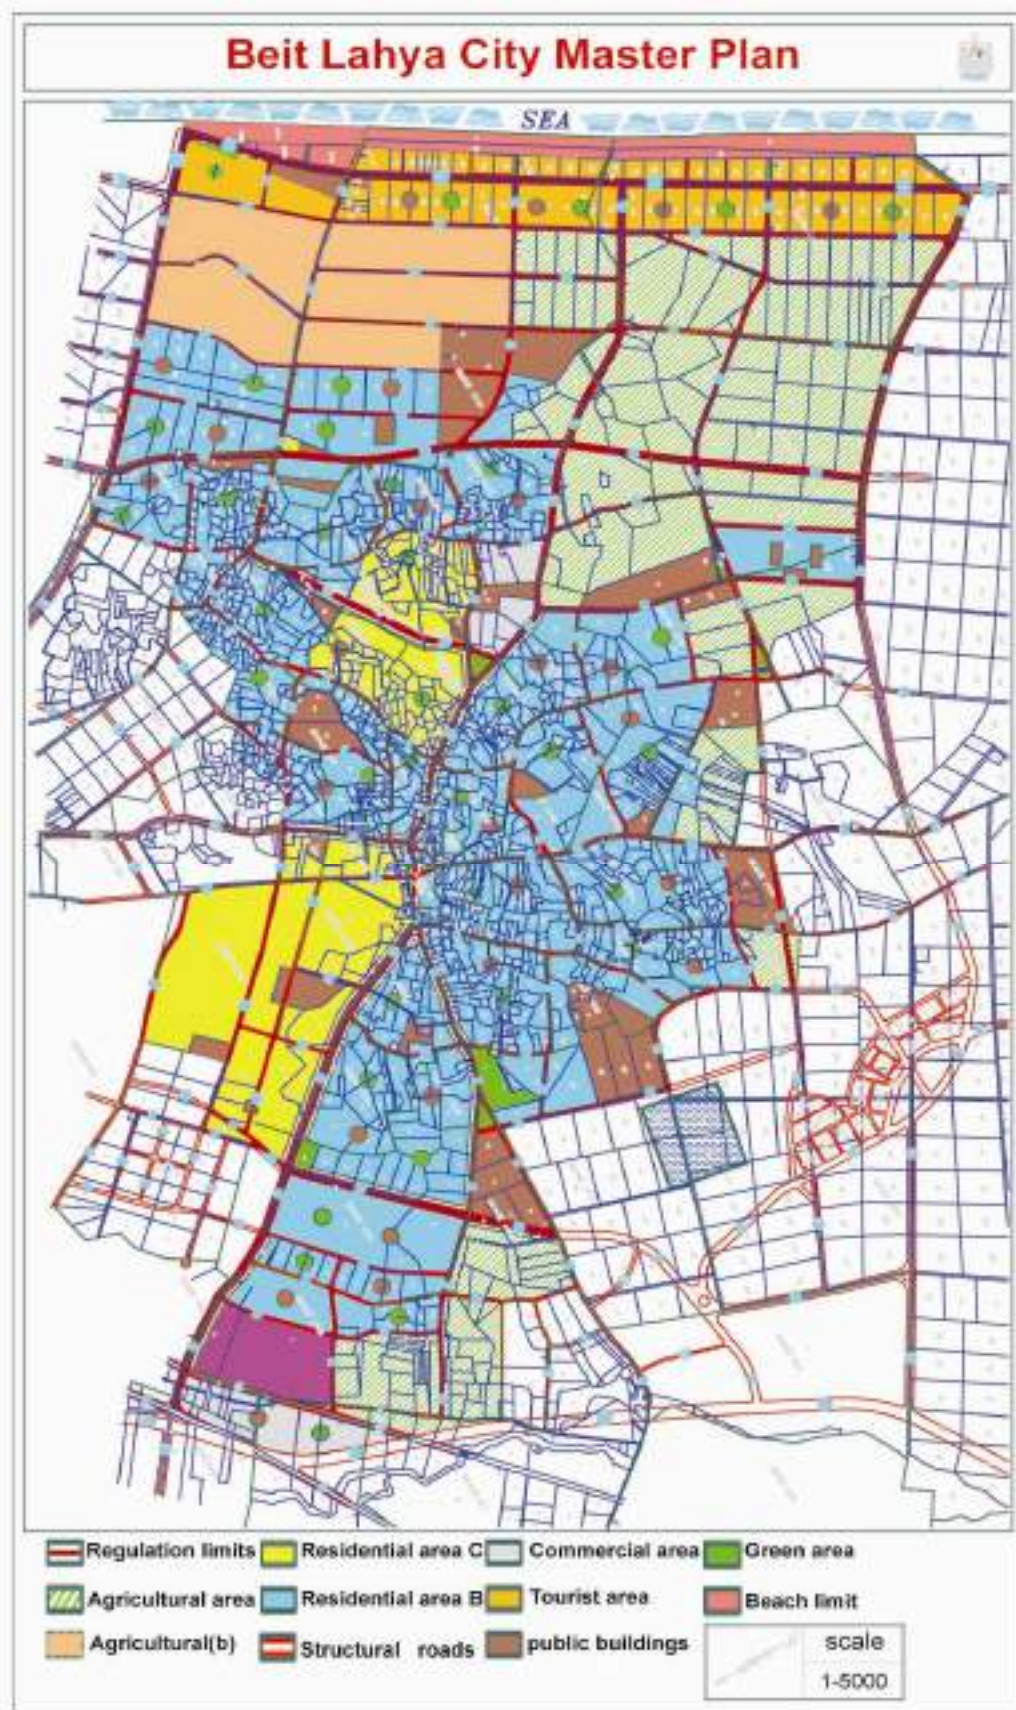 Beit Lahya City Master Plan
SEA
Regulation limits Residential area C Commercial area Green area
Agricultural area Residential area B Tourist area Beach limit
Agricultural(b) Structural roads public buildings scale
1-5000